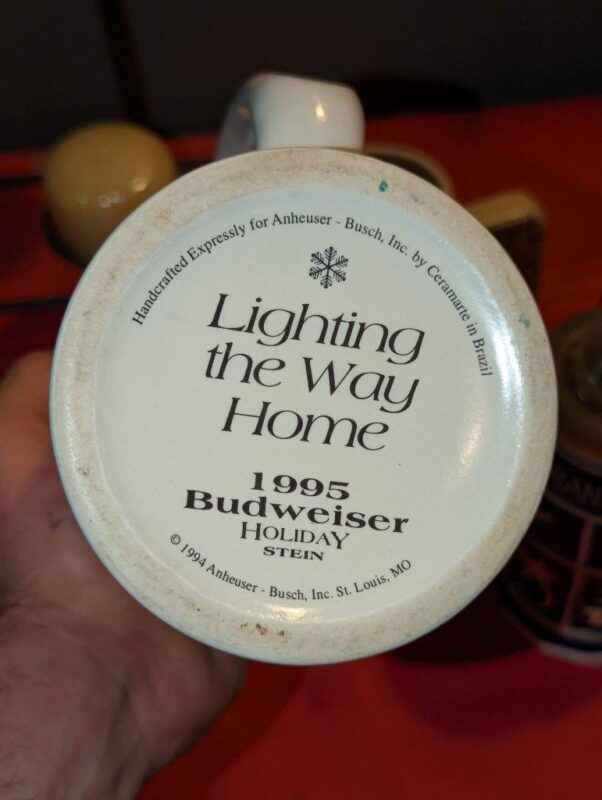 Handcrafted Expressly for Anheuser - Busch, Inc. by Ceramarte in Brazil
Lighting
the Way
Home
1995
Budweiser
HOLIDAY
STEIN
© 1994 Anheuser - Busch, Inc. St. Louis, MO